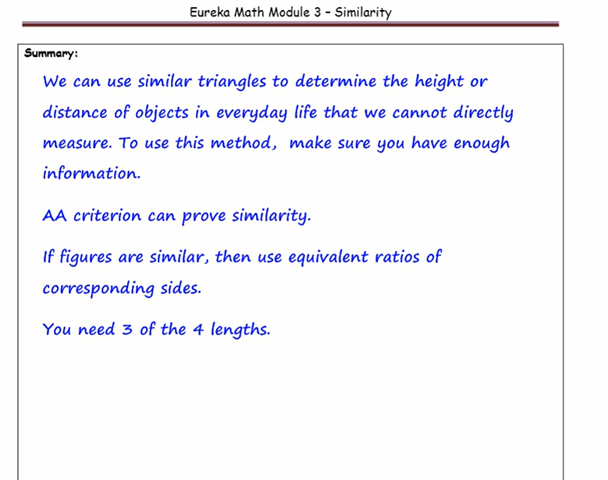 Eureka Math Module 3 – Similarity
Summary:
We can use similar triangles to determine the height or
distance of objects in everyday life that we cannot directly
measure. To use this method, make sure you have enough
information.
AA criterion can prove similarity.
If figures are similar, then use equivalent ratios of
corresponding sides.
You need 3 of the 4 lengths.